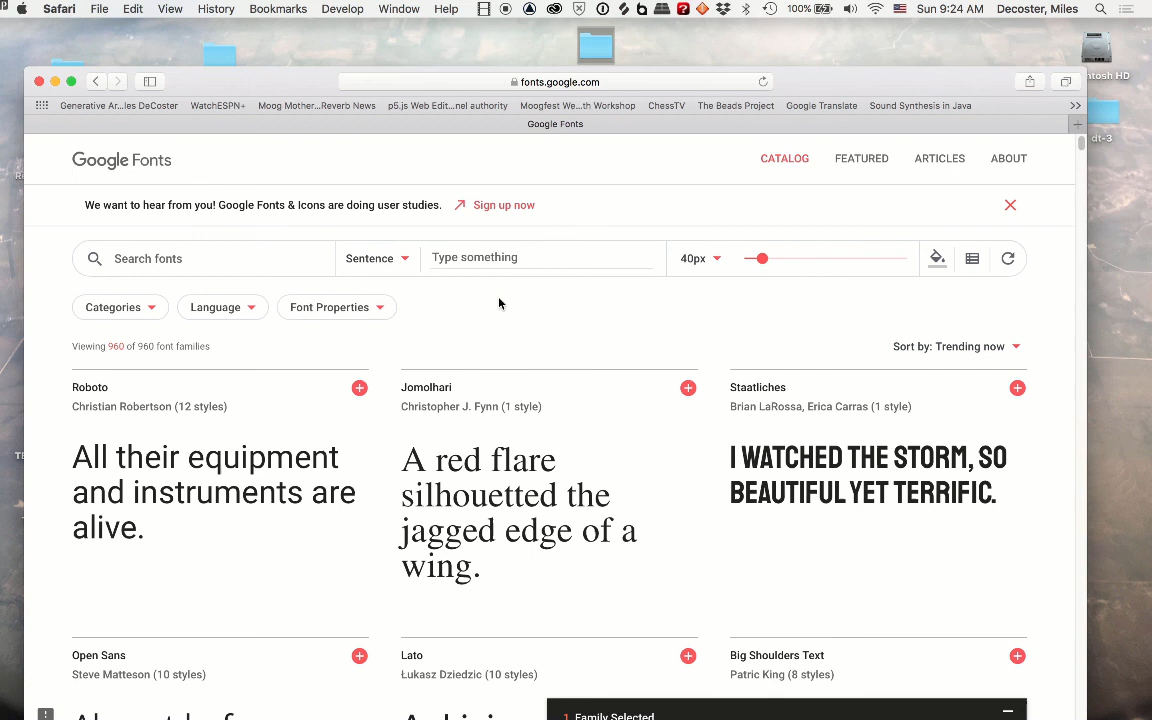 Safari File Edit View History Bookmarks Develop Window Help 100% Sun 9:24 AM Decoster, Miles
tosh HD
fonts.google.com
Generative Ar...les DeCoster WatchESPN+ Moog Mother...Reverb News p5.js Web Edit...nel authority Moogfest We...th Workshop ChessTV The Beads Project Google Translate Sound Synthesis in Java >>
Google Fonts
dt-3
Google Fonts CATALOG FEATURED ARTICLES ABOUT
We want to hear from you! Google Fonts & Icons are doing user studies. Sign up now
Search fonts Sentence Type something 40px
Categories Language Font Properties
Viewing 960 of 960 font families Sort by: Trending now
Roboto
Christian Robertson (12 styles)
All their equipment
and instruments are
alive.
Jomolhari
Christopher J. Fynn (1 style)
A red flare
silhouetted the
jagged edge of a
wing.
Staatliches
Brian LaRossa, Erica Carras (1 style)
I WATCHED THE STORM, SO
BEAUTIFUL YET TERRIFIC.
Open Sans
Steve Matteson (10 styles)
Lato
Łukasz Dziedzic (10 styles)
Big Shoulders Text
Patric King (8 styles)
1 Family Selected